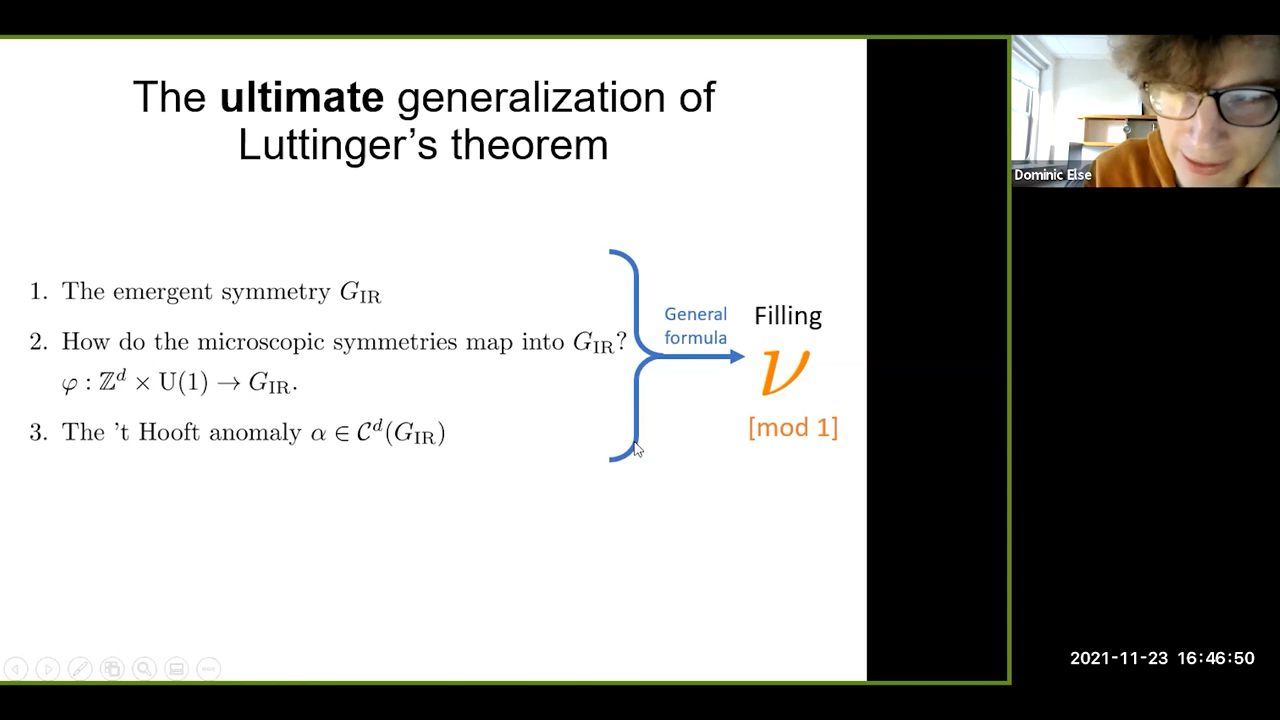 The ultimate generalization of
Luttinger's theorem
1. The emergent symmetry G_IR
2. How do the microscopic symmetries map into G_IR?
φ : ℤ^d × U(1) → G_IR.
3. The 't Hooft anomaly α ∈ 𝒞^d(G_IR)
General
formula
Filling
ν
[mod 1]
Dominic Else
2021-11-23 16:46:50